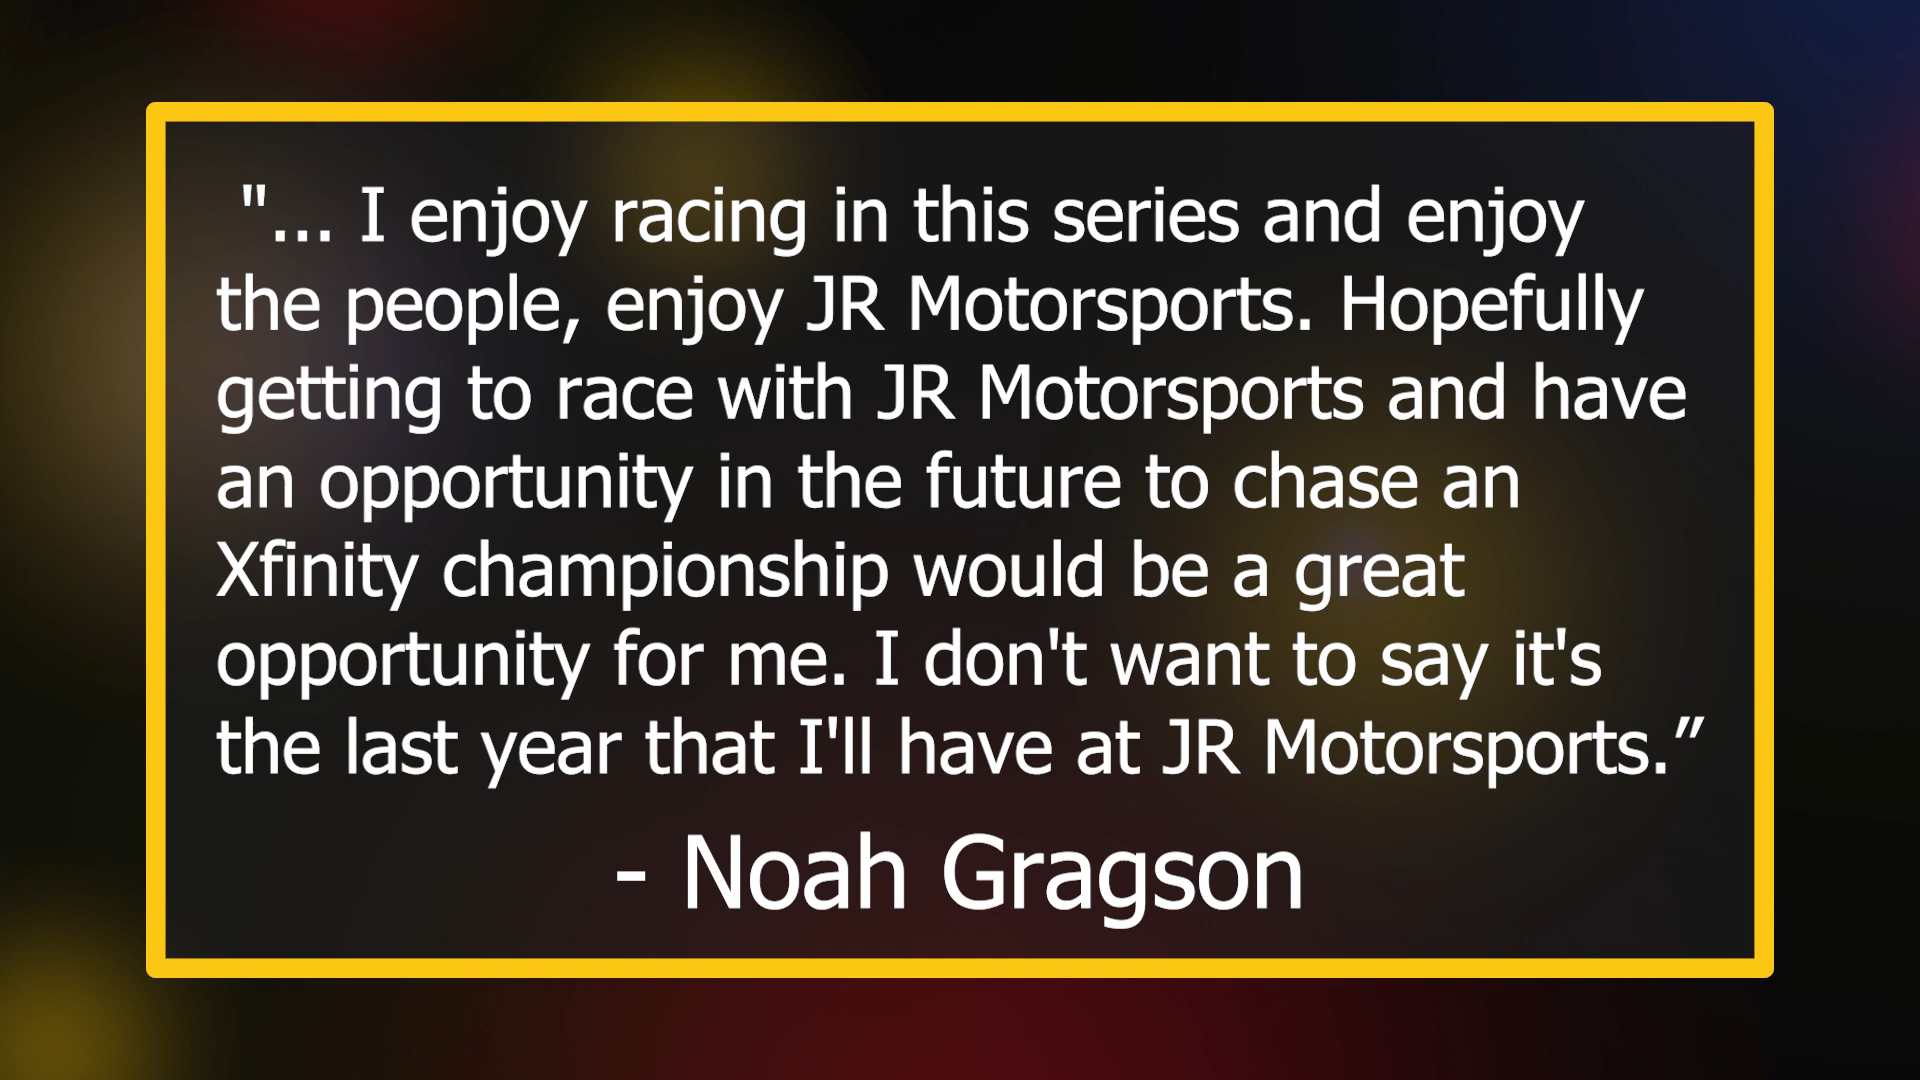 "... I enjoy racing in this series and enjoy
the people, enjoy JR Motorsports. Hopefully
getting to race with JR Motorsports and have
an opportunity in the future to chase an
Xfinity championship would be a great
opportunity for me. I don't want to say it's
the last year that I'll have at JR Motorsports.”
- Noah Gragson